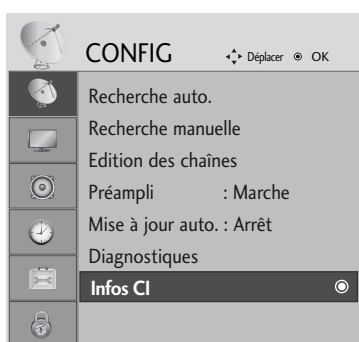 CONFIG Déplacer OK
Recherche auto.
Recherche manuelle
Edition des chaînes
Préampli : Marche
Mise à jour auto. : Arrêt
Diagnostiques
Infos CI